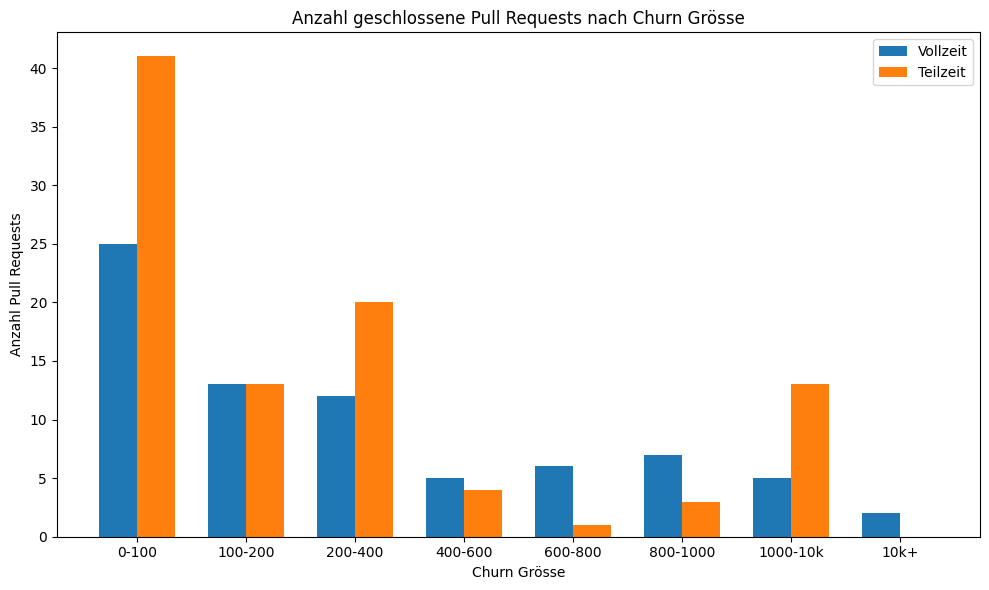 Anzahl geschlossene Pull Requests nach Churn Grösse
Vollzeit
Teilzeit
Anzahl Pull Requests
40
35
30
25
20
15
10
5
0
0-100
100-200
200-400
400-600
600-800
800-1000
1000-10k
10k+
Churn Grösse